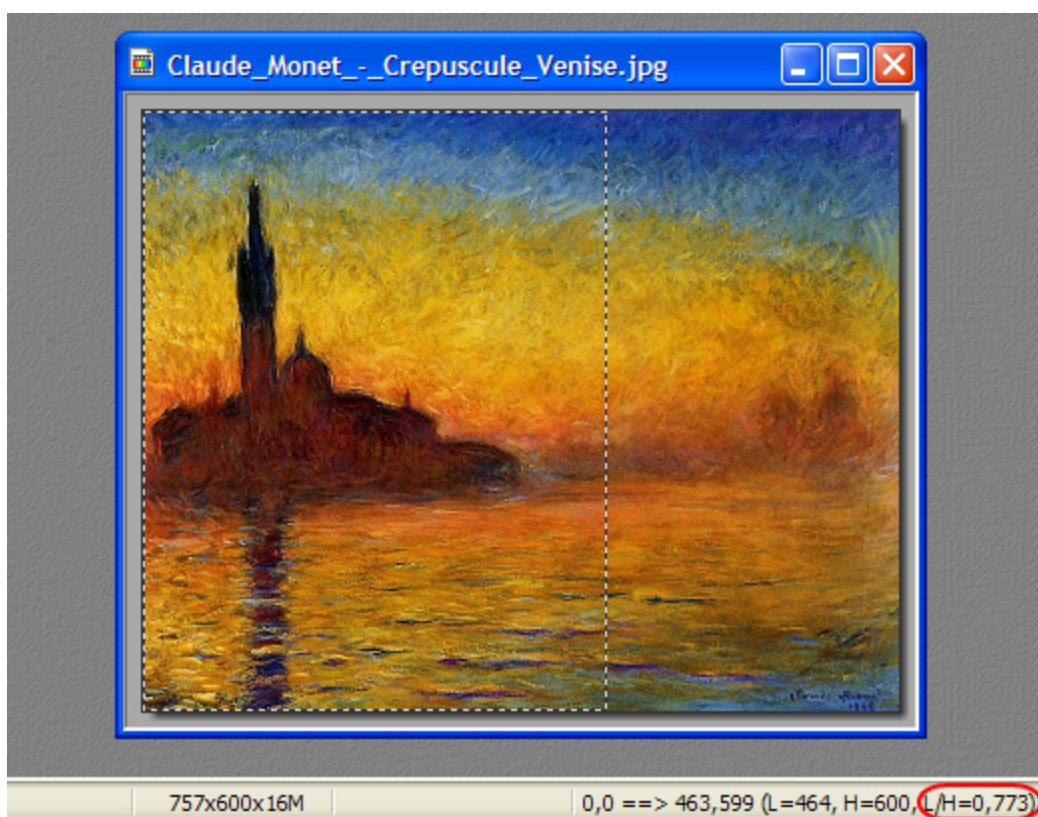 Claude_Monet_-_Crepuscule_Venise.jpg
757x600x16M
0,0 ==> 463,599 (L=464, H=600, L/H=0,773)